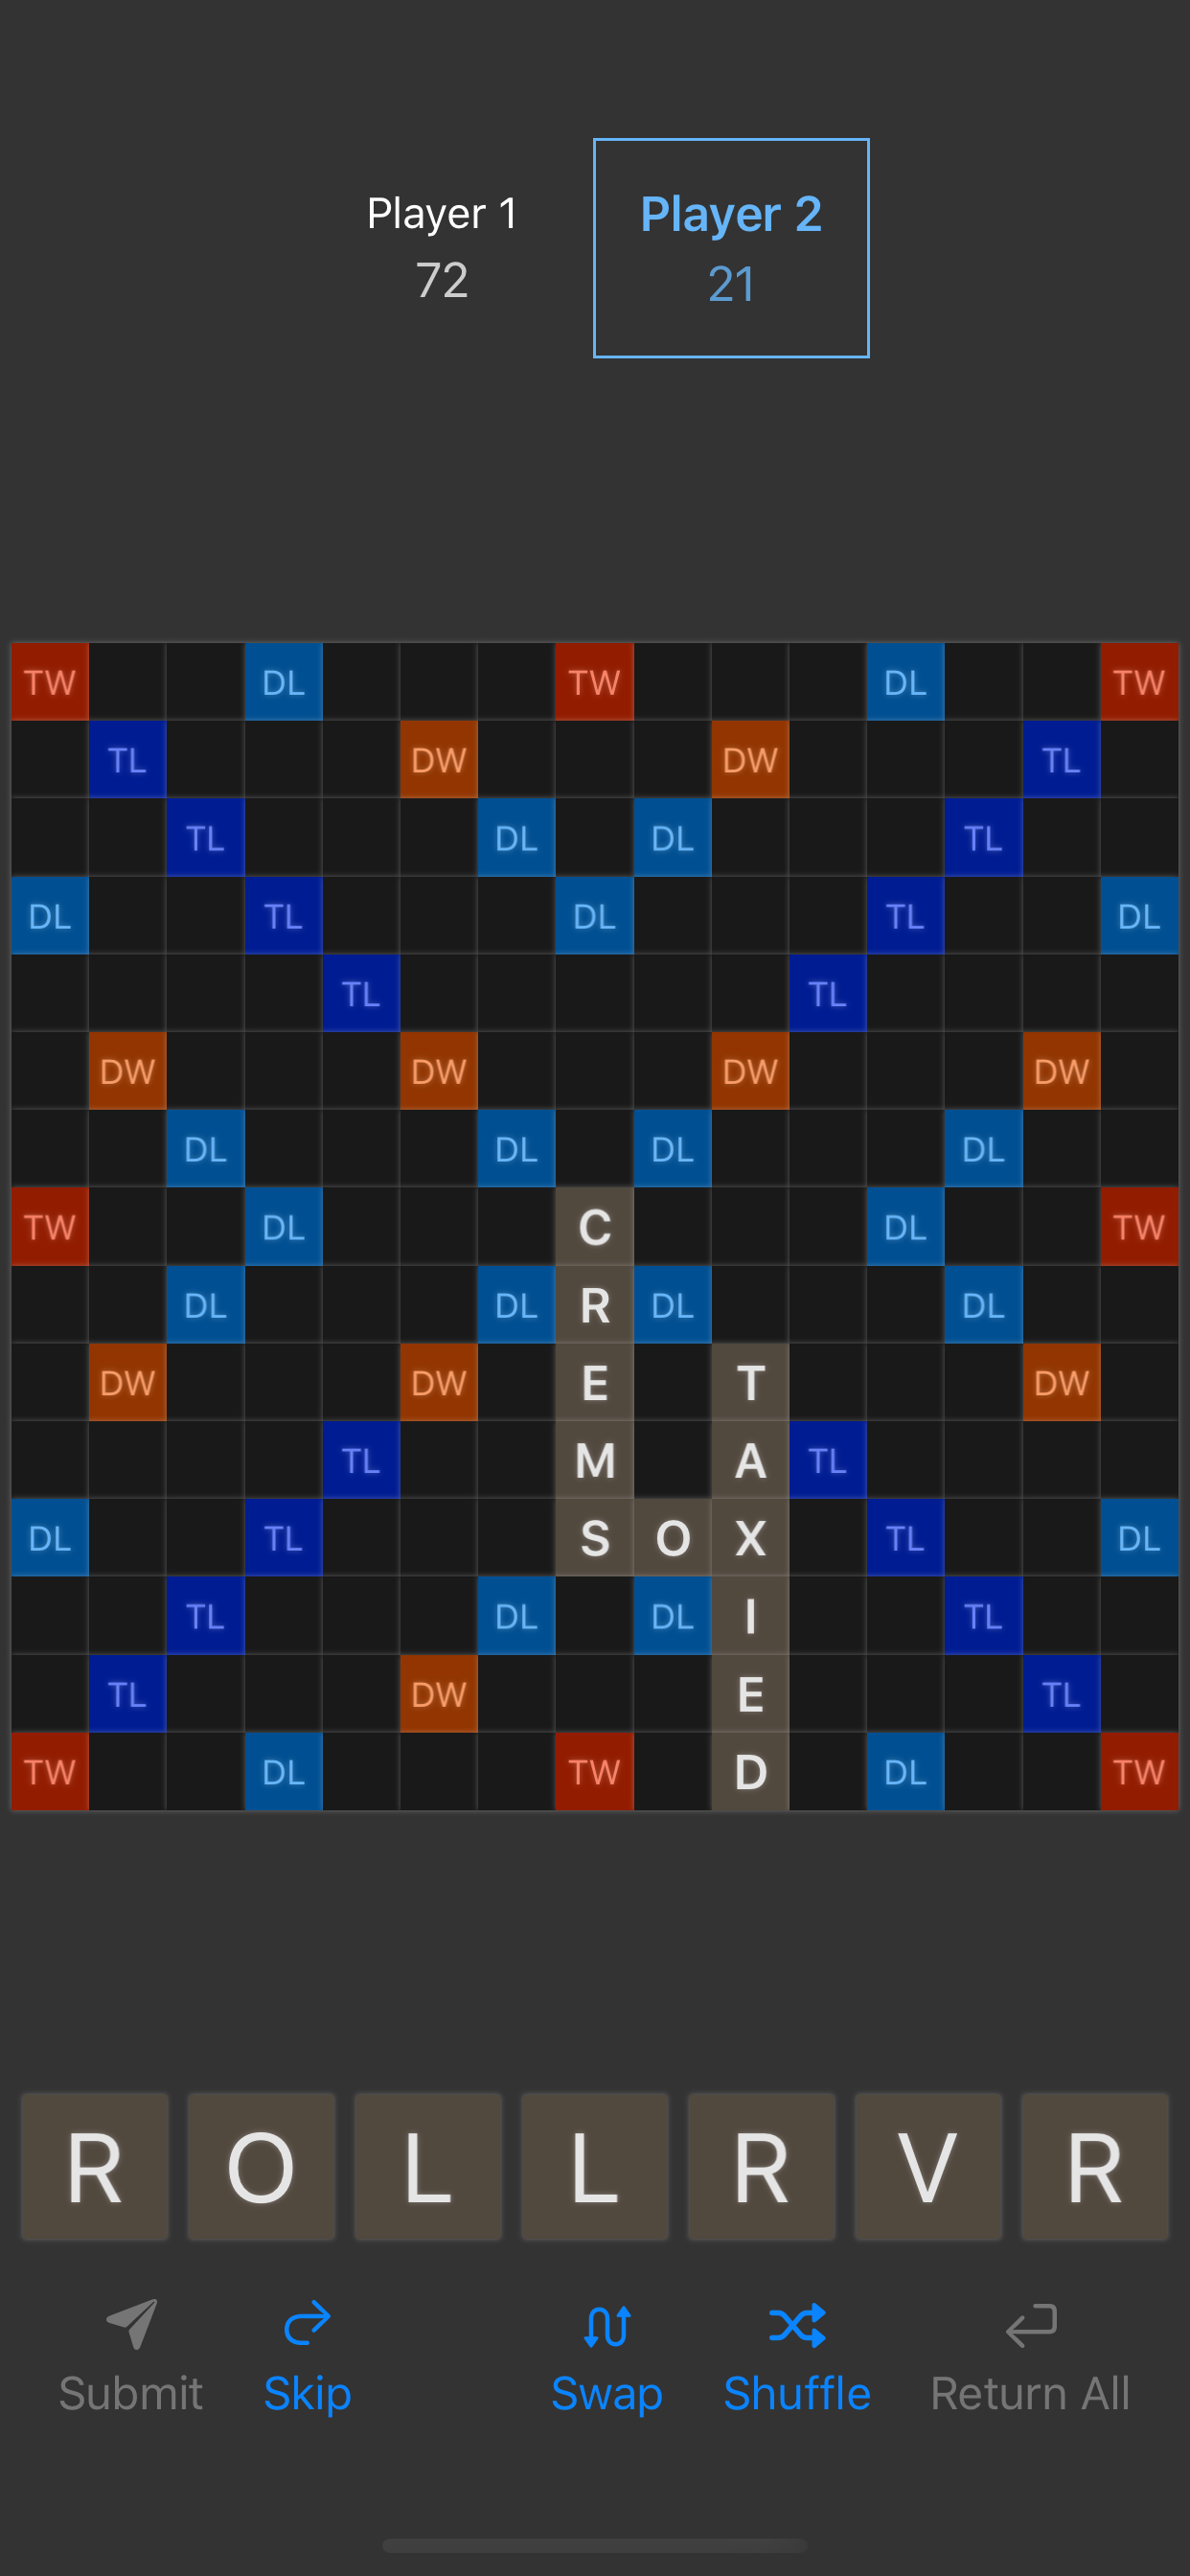 Player 1 Player 2
72 21
TW DL TW DL TW
TL DW DW TL
TL DL DL TL
DL TL DL TL DL
TL TL
DW DW DW DW
DL DL DL DL
TW DL C DL TW
DL DL R DL DL
DW DW E T DW
TL M A TL
DL TL S O X TL DL
TL DL DL I TL
TL DW E TL
TW DL TW D DL TW
R O L L R V R
Submit Skip Swap Shuffle Return All